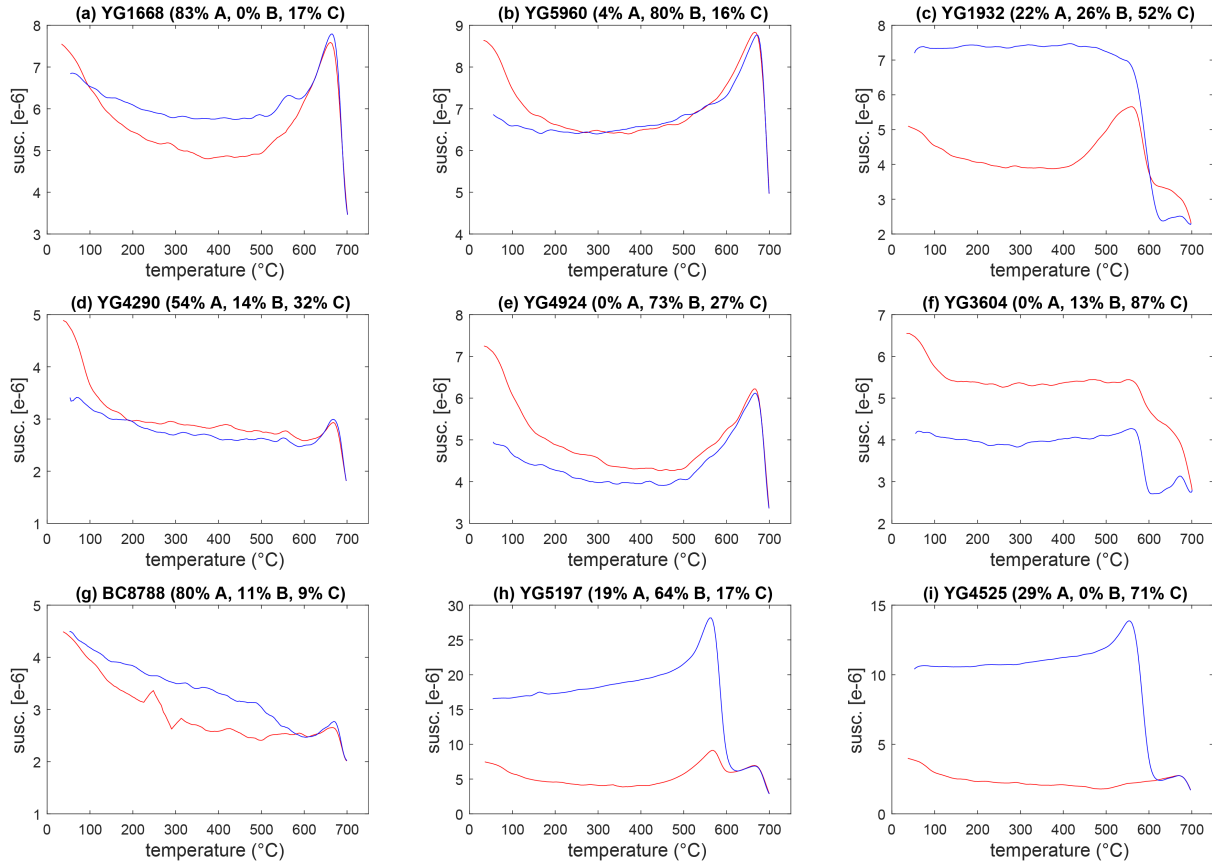 (a) YG1668 (83% A, 0% B, 17% C)
8
7
6
5
4
3
susc. [e-6]
0 100 200 300 400 500 600 700
temperature (°C)
(b) YG5960 (4% A, 80% B, 16% C)
9
8
7
6
5
4
susc. [e-6]
0 100 200 300 400 500 600 700
temperature (°C)
(c) YG1932 (22% A, 26% B, 52% C)
8
7
6
5
4
3
2
susc. [e-6]
0 100 200 300 400 500 600 700
temperature (°C)
(d) YG4290 (54% A, 14% B, 32% C)
5
4
3
2
1
susc. [e-6]
0 100 200 300 400 500 600 700
temperature (°C)
(e) YG4924 (0% A, 73% B, 27% C)
8
7
6
5
4
3
susc. [e-6]
0 100 200 300 400 500 600 700
temperature (°C)
(f) YG3604 (0% A, 13% B, 87% C)
7
6
5
4
3
2
susc. [e-6]
0 100 200 300 400 500 600 700
temperature (°C)
(g) BC8788 (80% A, 11% B, 9% C)
5
4
3
2
1
susc. [e-6]
0 100 200 300 400 500 600 700
temperature (°C)
(h) YG5197 (19% A, 64% B, 17% C)
30
25
20
15
10
5
0
susc. [e-6]
0 100 200 300 400 500 600 700
temperature (°C)
(i) YG4525 (29% A, 0% B, 71% C)
15
10
5
0
susc. [e-6]
0 100 200 300 400 500 600 700
temperature (°C)